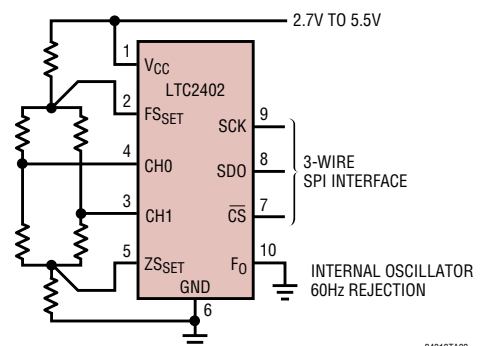 2.7V TO 5.5V
1
VCC
LTC2402
2
FSSET
9
SCK
4
CH0
8
SDO
3-WIRE
SPI INTERFACE
3
CH1
7
CS
5
ZSSET
10
FO
INTERNAL OSCILLATOR
60Hz REJECTION
GND
6